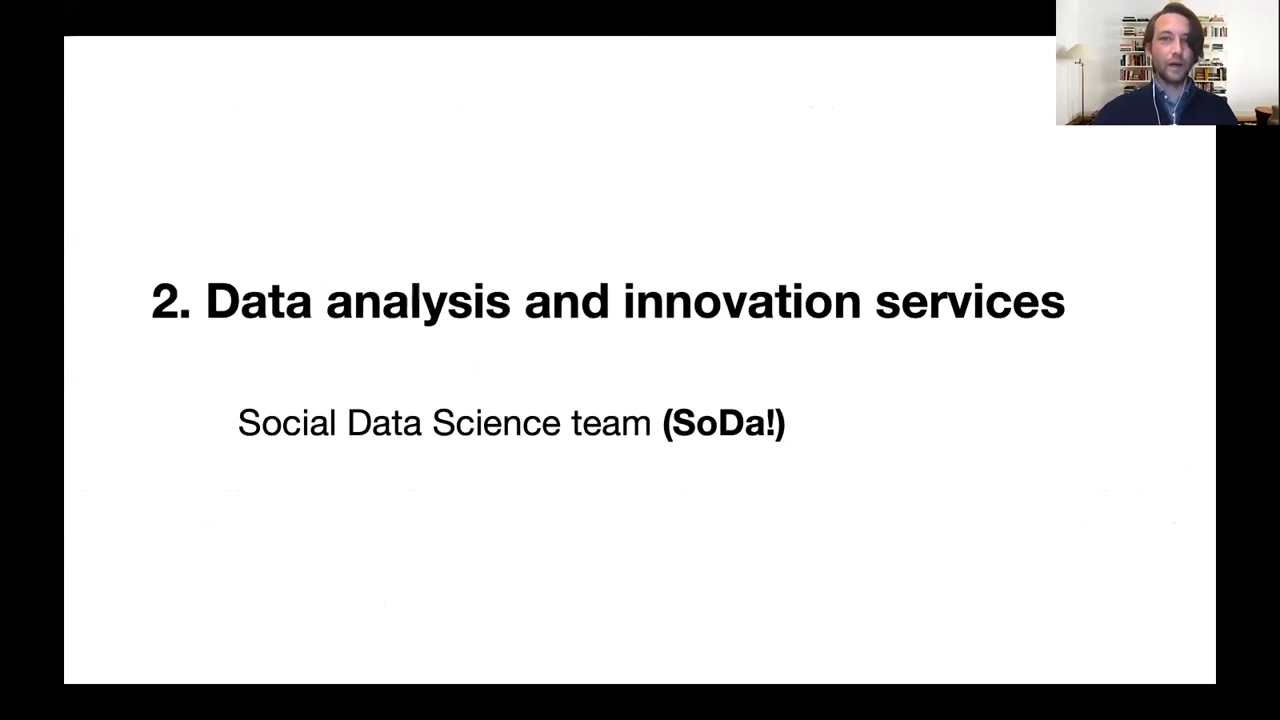 2. Data analysis and innovation services
Social Data Science team (SoDa!)